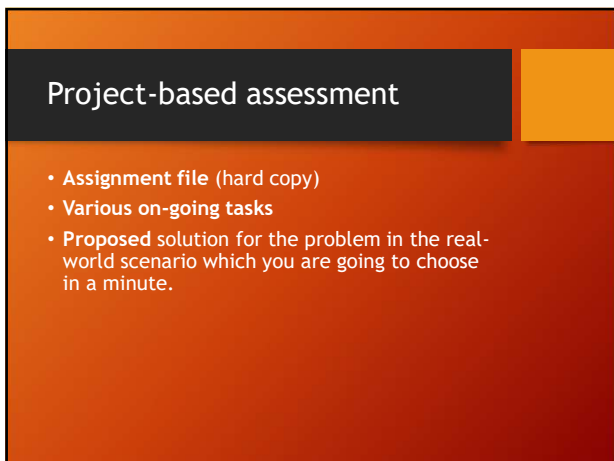 Project-based assessment
• Assignment file (hard copy)
• Various on-going tasks
• Proposed solution for the problem in the real-
world scenario which you are going to choose
in a minute.